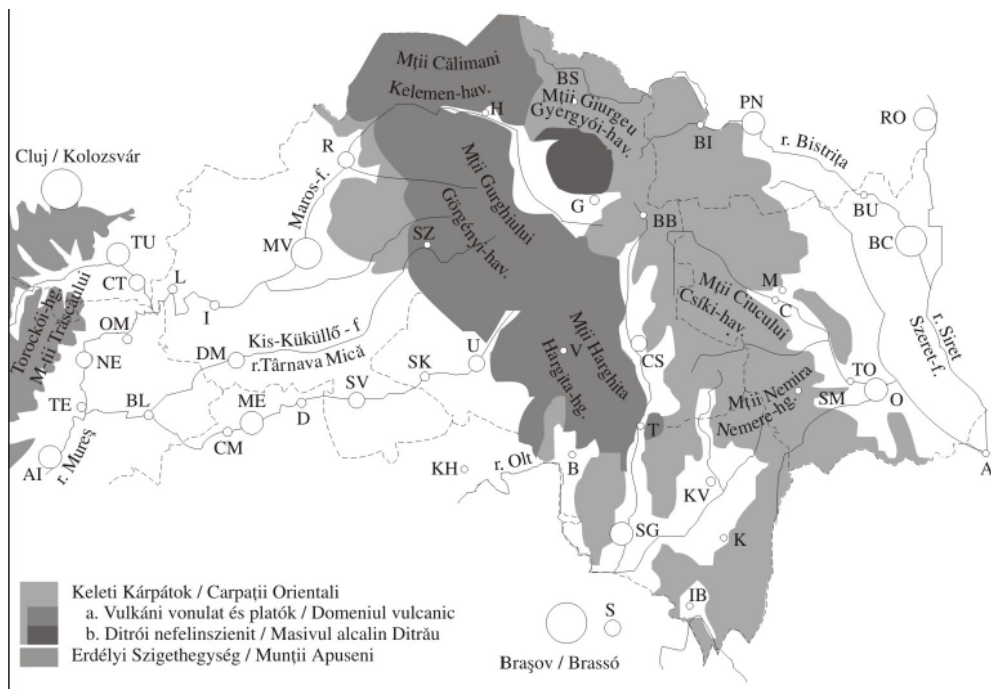 Mții Călimani
Kelemen-hav.
BS
Mții Giurgeu
Gyergyói-hav.
H
PN
RO
BI
r. Bistrița
Cluj / Kolozsvár
R
Maros-f.
Mții Gurghiului
Görgényi-hav.
G
BB
BU
BC
TU
MV
SZ
CT
L
I
M
C
Mții Ciucului
Csíki-hav.
Torockói-hg.
M-ții Trăscaului
OM
NE
DM
Kis-Küküllő - f
r.Târnava Mică
U
V
Mții Harghita
Hargita-hg.
CS
r. Siret
Szeret-f.
TE
BL
ME
SV
SK
D
CM
TO
SM
O
Mții Nemira
Nemere-hg.
T
AI
r. Mureș
KH
r. Olt
B
KV
A
SG
K
IB
S
Brașov / Brassó
Keleti Kárpátok / Carpații Orientali
a. Vulkáni vonulat és platók / Domeniul vulcanic
b. Ditrói nefelinszienit / Masivul alcalin Ditrău
Erdélyi Szigethegység / Munții Apuseni